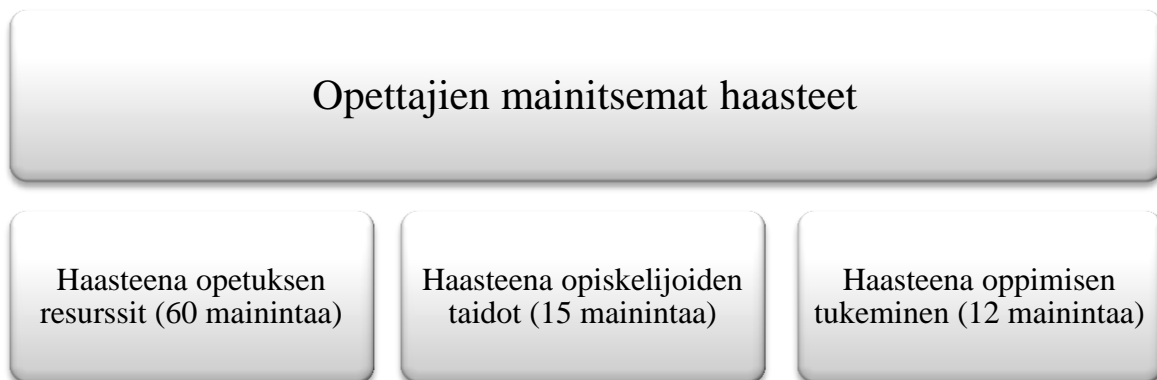 Opettajien mainitsemat haasteet
Haasteena opetuksen
resurssit (60 mainintaa)
Haasteena opiskelijoiden
taidot (15 mainintaa)
Haasteena oppimisen
tukeminen (12 mainintaa)